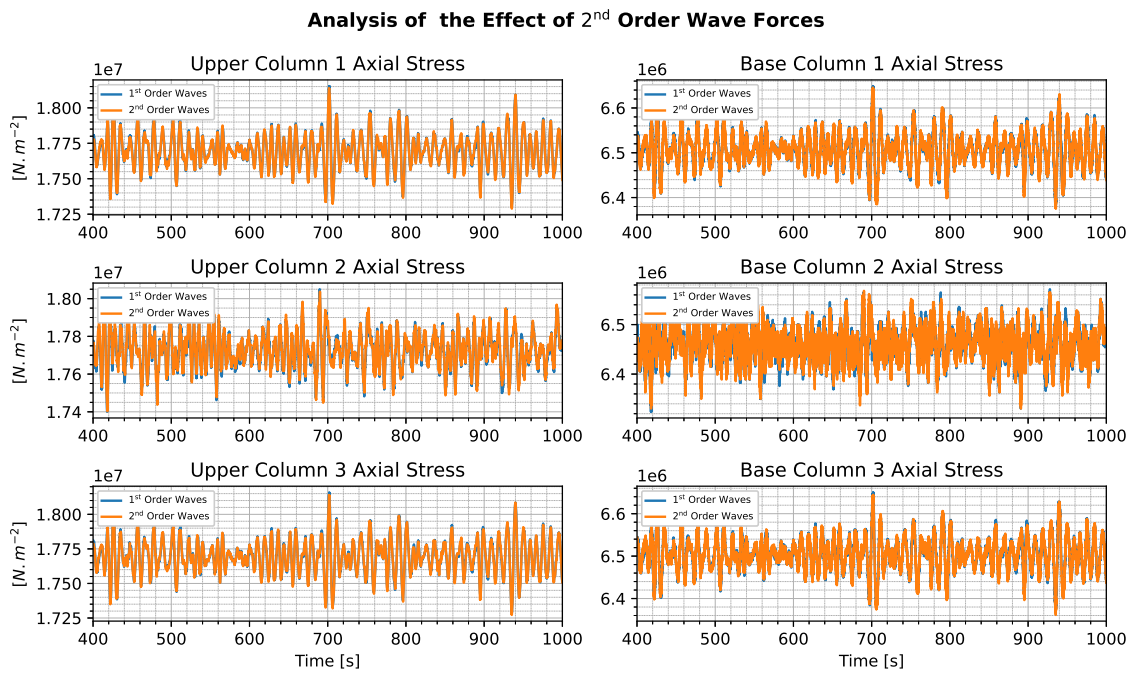 Analysis of  the Effect of 2nd Order Wave Forces
1e7
Upper Column 1 Axial Stress
1st Order Waves
2nd Order Waves
1.800
1.775
1.750
1.725
[N.m−2]
400 500 600 700 800 900 1000
1e6
Base Column 1 Axial Stress
1st Order Waves
2nd Order Waves
6.6
6.5
6.4
400 500 600 700 800 900 1000
1e7
Upper Column 2 Axial Stress
1st Order Waves
2nd Order Waves
1.80
1.78
1.76
1.74
[N.m−2]
400 500 600 700 800 900 1000
1e6
Base Column 2 Axial Stress
1st Order Waves
2nd Order Waves
6.5
6.4
400 500 600 700 800 900 1000
1e7
Upper Column 3 Axial Stress
1st Order Waves
2nd Order Waves
1.800
1.775
1.750
1.725
[N.m−2]
400 500 600 700 800 900 1000
Time [s]
1e6
Base Column 3 Axial Stress
1st Order Waves
2nd Order Waves
6.6
6.5
6.4
400 500 600 700 800 900 1000
Time [s]